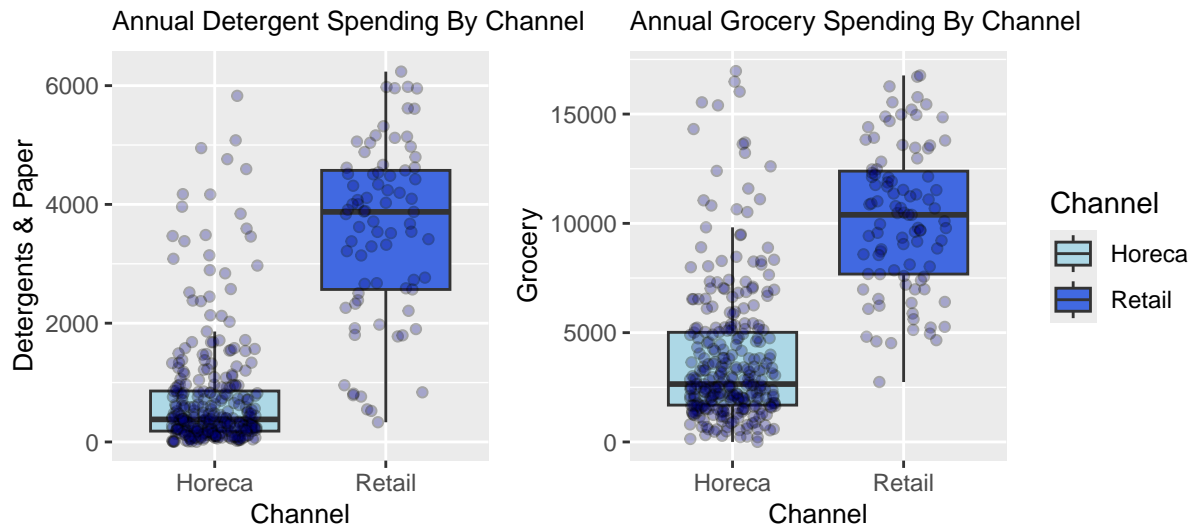 Annual Detergent Spending By Channel
Detergents & Paper
6000
4000
2000
0
Horeca
Retail
Channel
Annual Grocery Spending By Channel
Grocery
15000
10000
5000
0
Horeca
Retail
Channel
Channel
Horeca
Retail